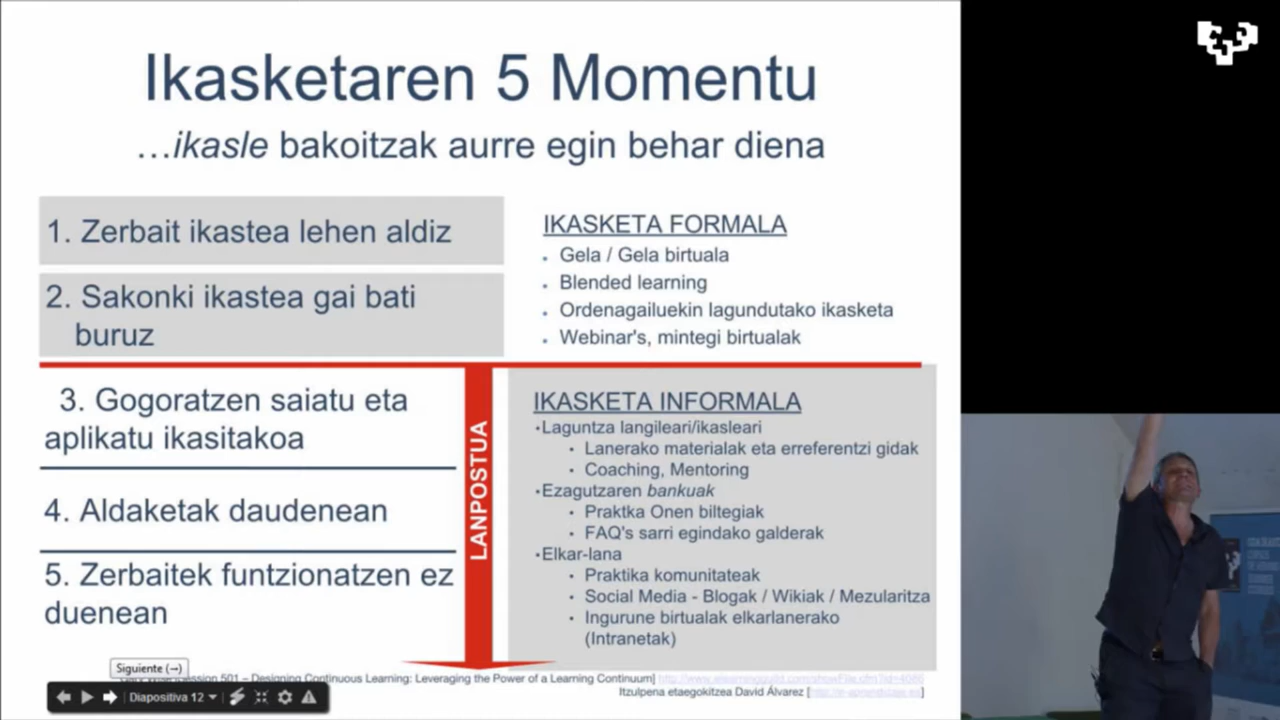 Ikasketaren 5 Momentu
…ikasle bakoitzak aurre egin behar diena
1. Zerbait ikastea lehen aldiz
2. Sakonki ikastea gai bati
buruz
3. Gogoratzen saiatu eta
aplikatu ikasitakoa
4. Aldaketak daudenean
5. Zerbaitek funtzionatzen ez
duenean
LANPOSTUA
IKASKETA FORMALA
• Gela / Gela birtuala
• Blended learning
• Ordenagailuekin lagundutako ikasketa
• Webinar's, mintegi birtualak
IKASKETA INFORMALA
•Laguntza langileari/ikasleari
• Lanerako materialak eta erreferentzi gidak
• Coaching, Mentoring
•Ezagutzaren bankuak
• Praktka Onen biltegiak
• FAQ's sarri egindako galderak
•Elkar-lana
• Praktika komunitateak
• Social Media - Blogak / Wikiak / Mezularitza
• Ingurune birtualak elkarlanerako
(Intranetak)
Siguiente (→)
501 – Designing Continuous Learning: Leveraging the Power of a Learning Continuum]
Itzulpena etaegokitzea David Álvarez [
Diapositiva 12